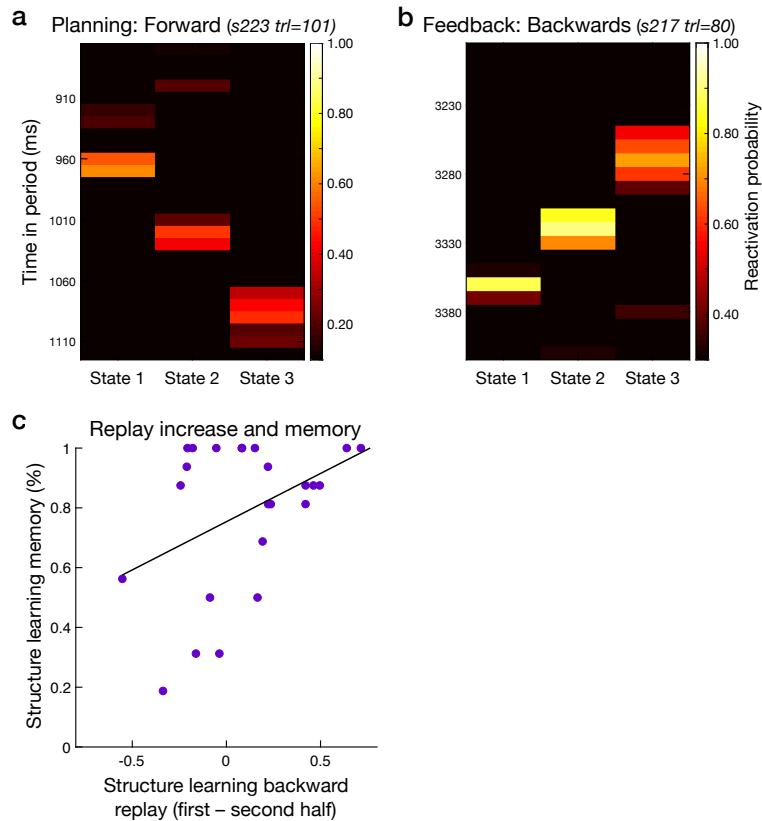 a
Planning: Forward (s223 trl=101)
Time in period (ms)
910
960
1010
1060
1110
State 1
State 2
State 3
1.00
0.80
0.60
0.40
0.20
b
Feedback: Backwards (s217 trl=80)
3230
3280
3330
3380
State 1
State 2
State 3
1.00
0.80
0.60
0.40
Reactivation probability
c
Replay increase and memory
Structure learning memory (%)
1
0.8
0.6
0.4
0.2
0
-0.5
0
0.5
Structure learning backward
replay (first – second half)